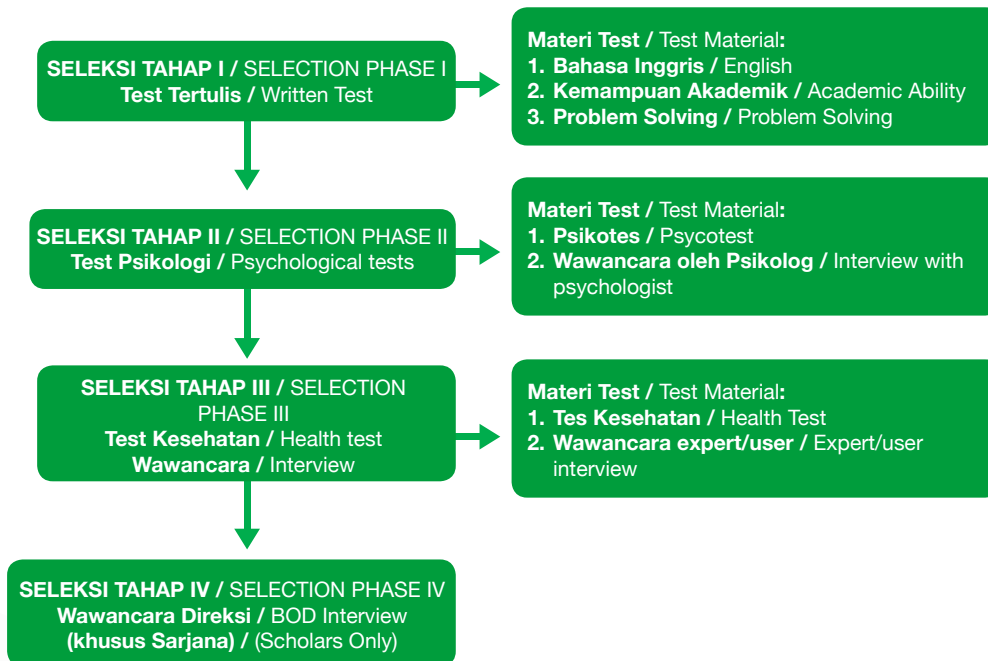 SELEKSI TAHAP I / SELECTION PHASE I
Test Tertulis / Written Test
Materi Test / Test Material:
1. Bahasa Inggris / English
2. Kemampuan Akademik / Academic Ability
3. Problem Solving / Problem Solving
SELEKSI TAHAP II / SELECTION PHASE II
Test Psikologi / Psychological tests
Materi Test / Test Material:
1. Psikotes / Psycotest
2. Wawancara oleh Psikolog / Interview with
psychologist
SELEKSI TAHAP III / SELECTION
PHASE III
Test Kesehatan / Health test
Wawancara / Interview
Materi Test / Test Material:
1. Tes Kesehatan / Health Test
2. Wawancara expert/user / Expert/user
interview
SELEKSI TAHAP IV / SELECTION PHASE IV
Wawancara Direksi / BOD Interview
(khusus Sarjana) / (Scholars Only)